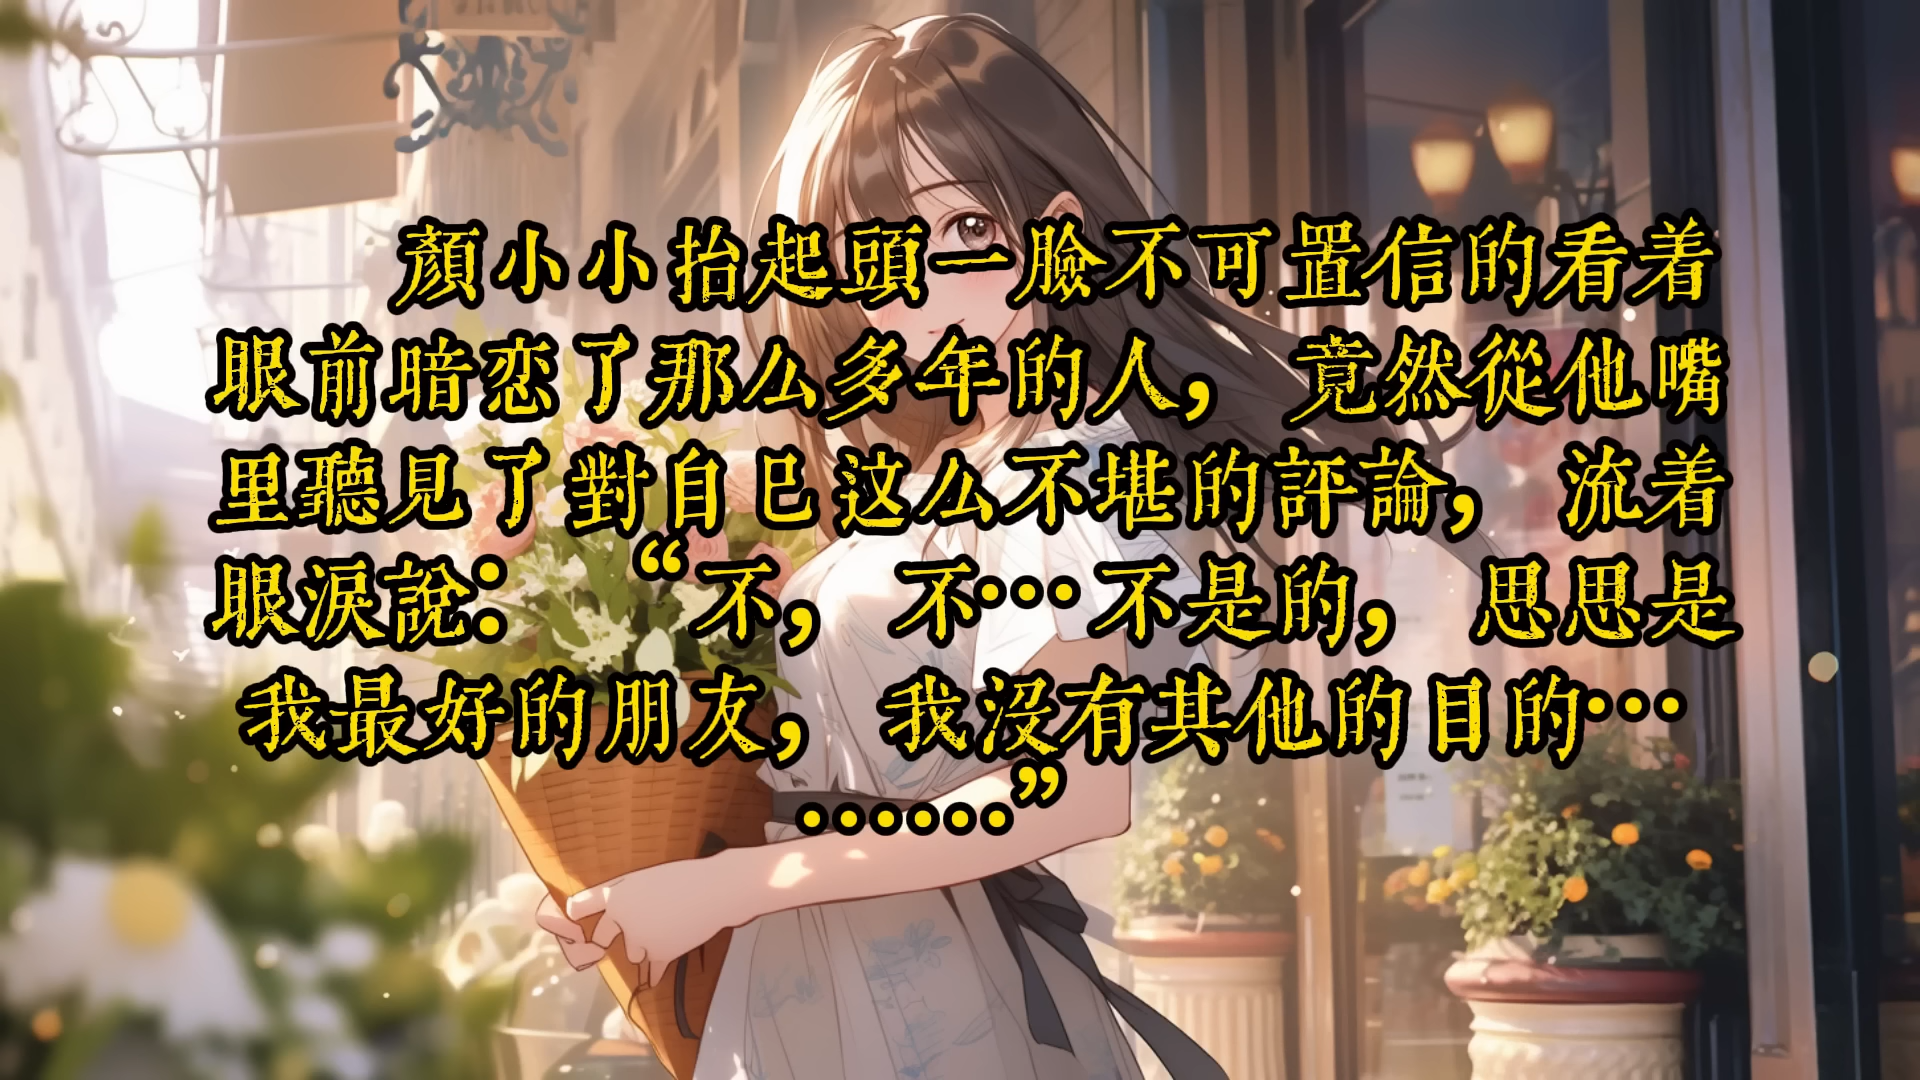 顏小小抬起頭一臉不可置信的看着
眼前暗恋了那么多年的人，竟然從他嘴
里聽見了對自已这么不堪的評論，流着
眼淚說：“不，不…不是的，思思是
我最好的朋友，我沒有其他的目的…
……”